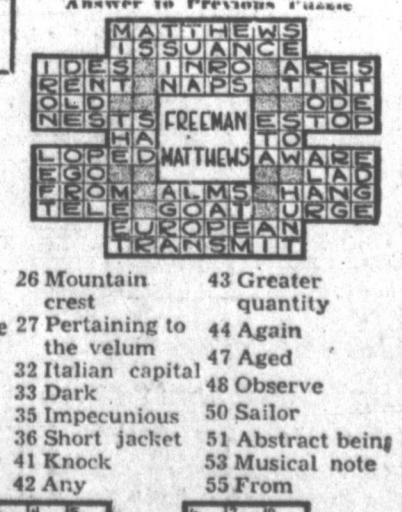 Answer to Previous Puzzle
MATTHEWS
ISSUANCE
IDES INRO ARES
RENT NAPS TINT
OLD ODE
NESTS ESTOP
FREEMAN
HA TO
MATTHEWS
LOPED AWARE
EGO LAD
FROM ALMS HANG
TELE GOAT URGE
EUROPEAN
TRANSMIT
26 Mountain
crest
27 Pertaining to
the velum
32 Italian capital
33 Dark
35 Impecunious
36 Short jacket
41 Knock
42 Any
43 Greater
quantity
44 Again
47 Aged
48 Observe
50 Sailor
51 Abstract being
53 Musical note
55 From